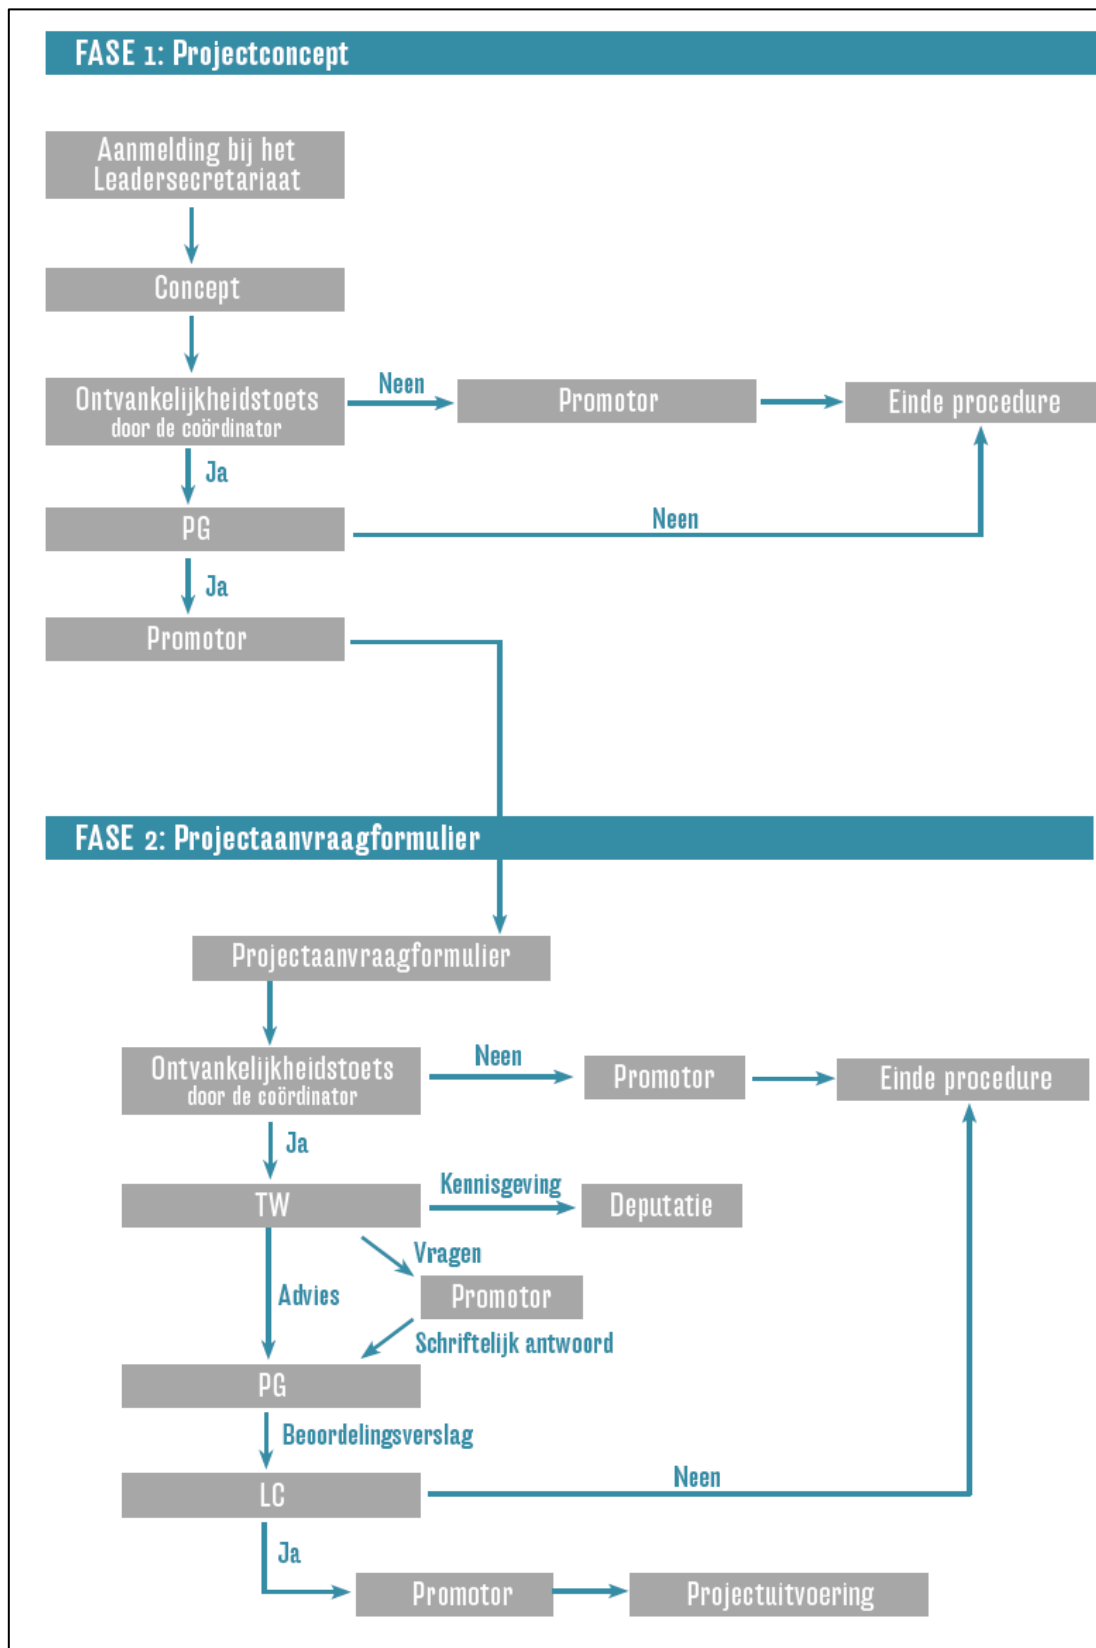 FASE 1: Projectconcept
Aanmelding bij het
Leadersecretariaat
Concept
Ontvankelijkheidstoets
door de coördinator
Neen
Promotor
Einde procedure
Ja
PG
Neen
Ja
Promotor
FASE 2: Projectaanvraagformulier
Projectaanvraagformulier
Ontvankelijkheidstoets
door de coördinator
Neen
Promotor
Einde procedure
Ja
TW
Kennisgeving
Deputatie
Vragen
Advies
Promotor
Schriftelijk antwoord
PG
Beoordelingsverslag
LC
Neen
Ja
Promotor
Projectuitvoering